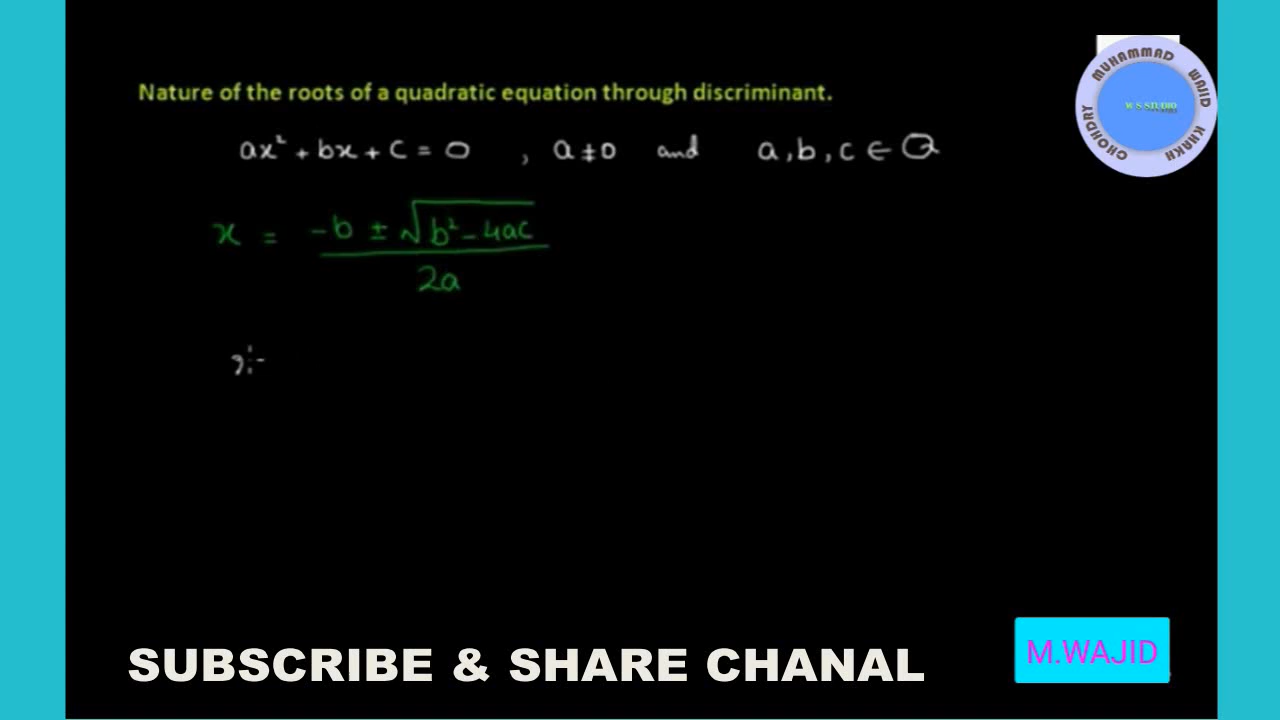 Nature of the roots of a quadratic equation through discriminant.
ax² + bx + c = 0 , a ≠ 0 and a, b, c ∈ Q
x = -b ± √b² - 4ac
2a
CHOHDRY MUHAMMAD WAJID KHAKH
W S STUDIO
SUBSCRIBE & SHARE CHANAL
M.WAJID